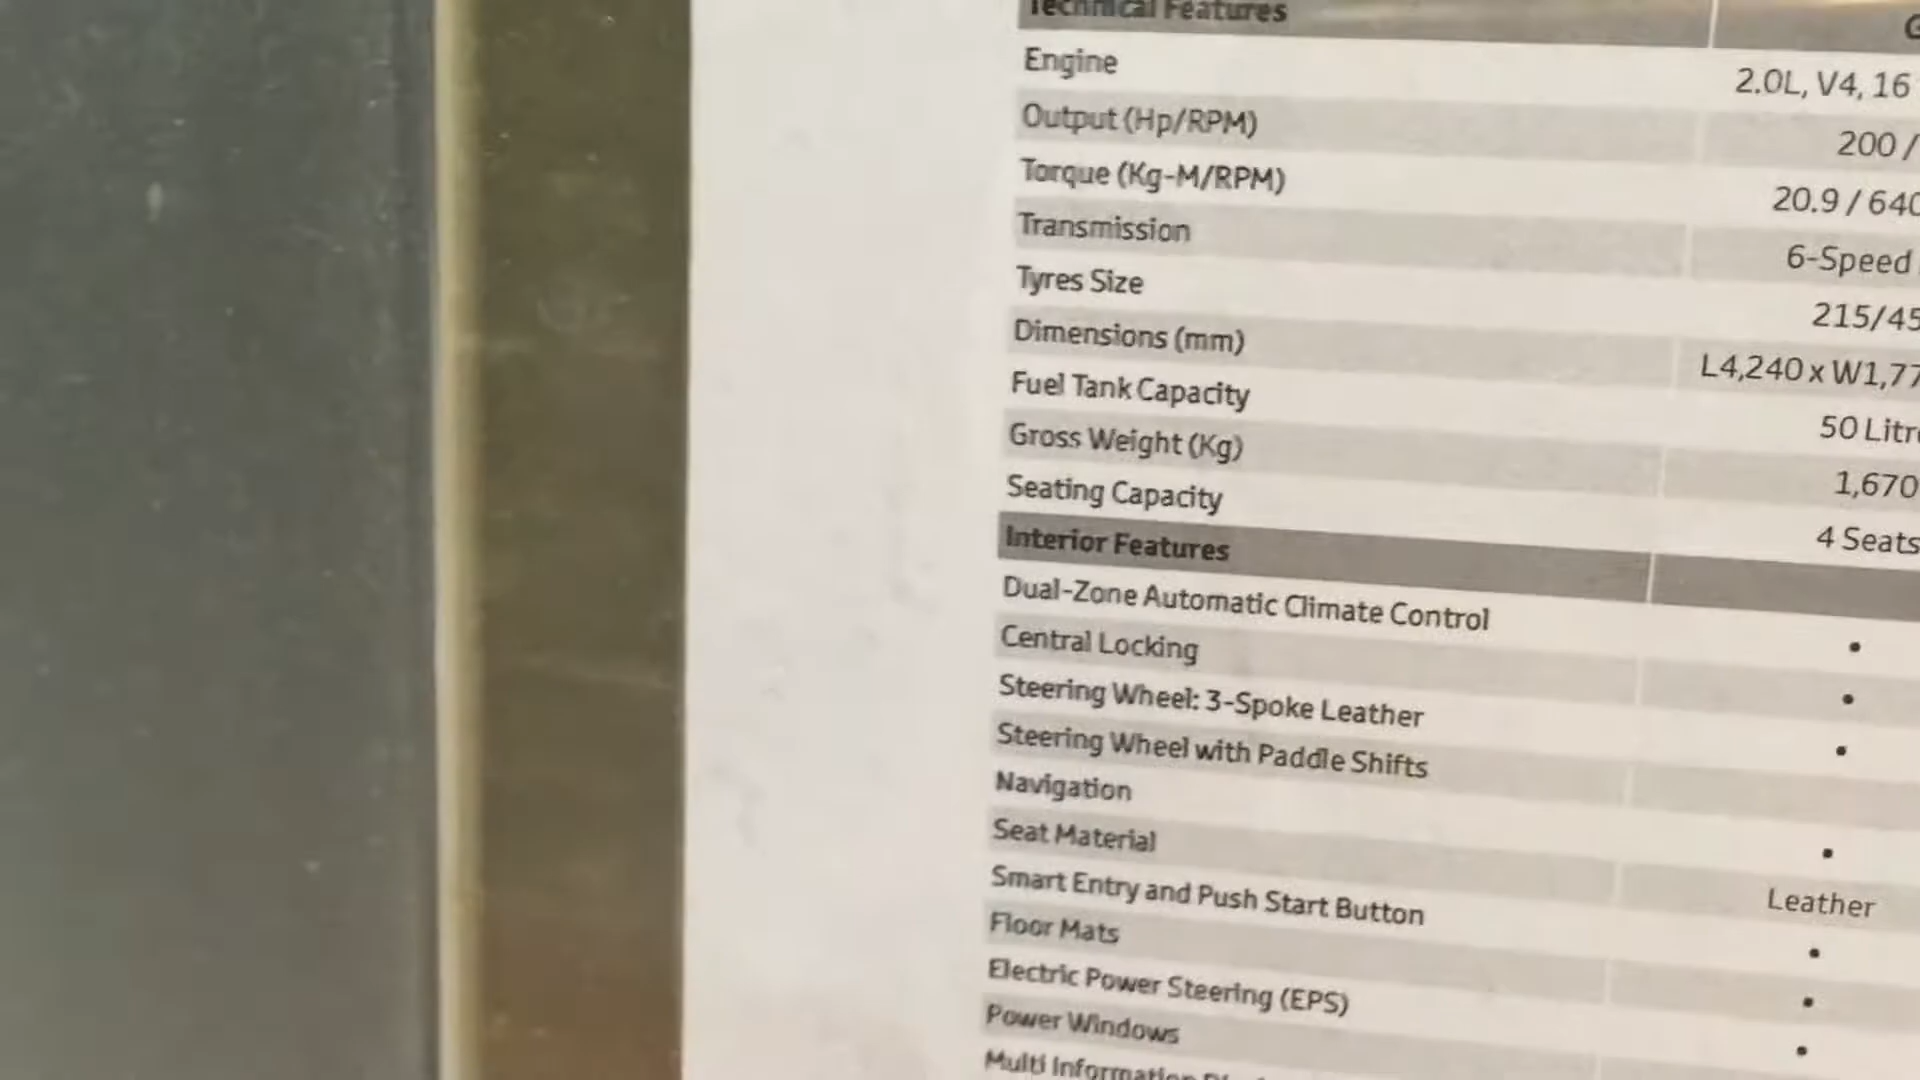 Technical Features
Engine 2.0L, V4, 16
Output (Hp/RPM) 200 /
Torque (Kg-M/RPM) 20.9 / 640
Transmission 6-Speed
Tyres Size 215/45
Dimensions (mm) L4,240 x W1,77
Fuel Tank Capacity 50 Litr
Gross Weight (Kg) 1,670
Seating Capacity 4 Seats
Interior Features
Dual-Zone Automatic Climate Control •
Central Locking •
Steering Wheel: 3-Spoke Leather •
Steering Wheel with Paddle Shifts
Navigation •
Seat Material Leather
Smart Entry and Push Start Button •
Floor Mats •
Electric Power Steering (EPS) •
Power Windows
Multi Information